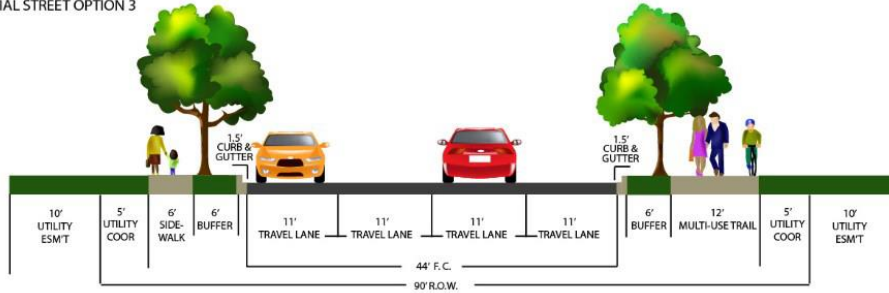 IAL STREET OPTION 3
1.5'
CURB &
GUTTER
1.5'
CURB &
GUTTER
10'
UTILITY
ESM'T
5'
UTILITY
COOR
6'
SIDE-
WALK
6'
BUFFER
11'
TRAVEL LANE
11'
TRAVEL LANE
11'
TRAVEL LANE
11'
TRAVEL LANE
6'
BUFFER
12'
MULTI-USE TRAIL
5'
UTILITY
COOR
10'
UTILITY
ESM'T
44' F.C.
90' R.O.W.